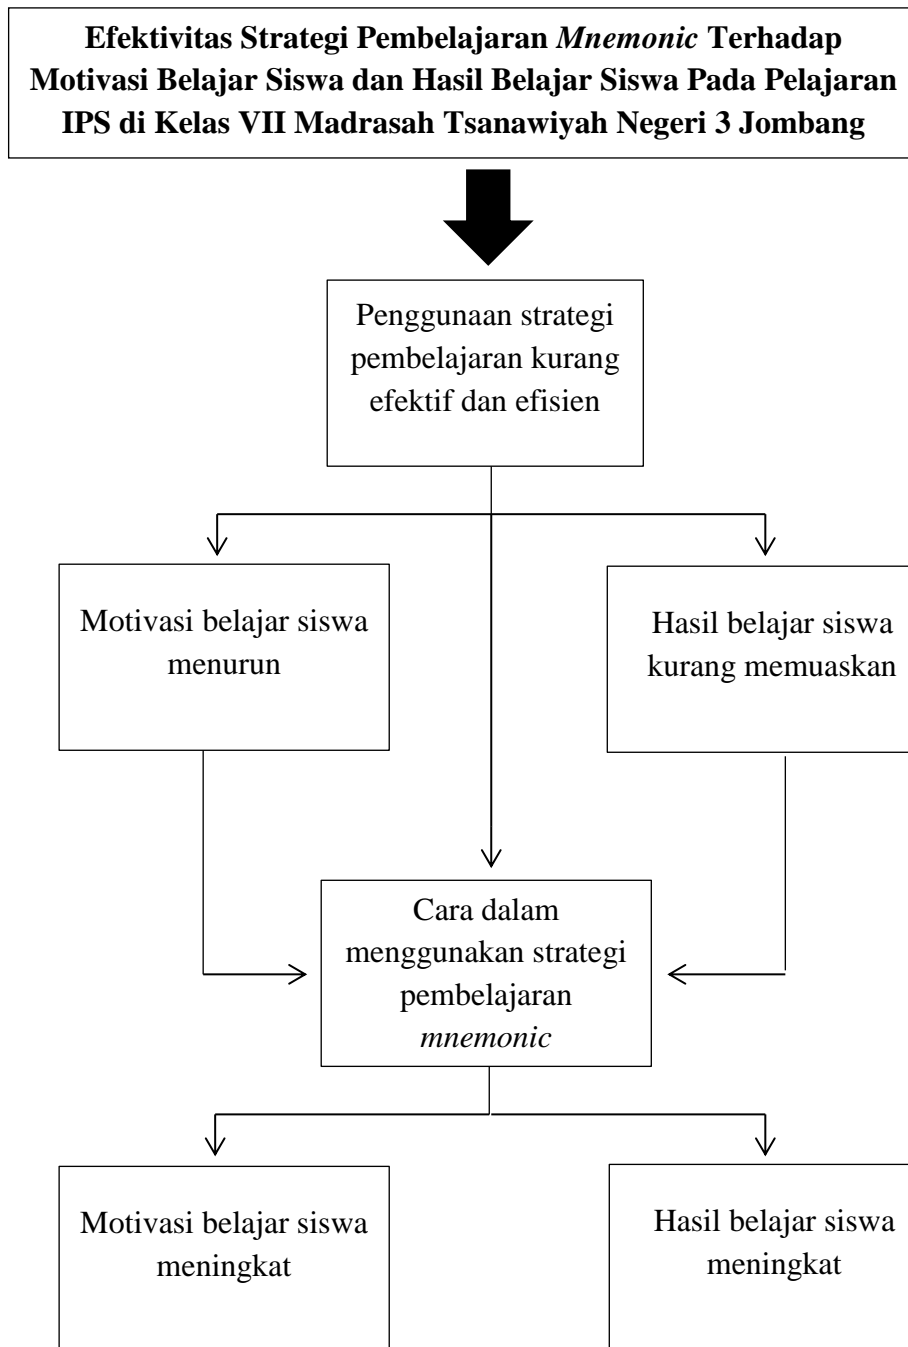 Efektivitas Strategi Pembelajaran Mnemonic Terhadap
Motivasi Belajar Siswa dan Hasil Belajar Siswa Pada Pelajaran
IPS di Kelas VII Madrasah Tsanawiyah Negeri 3 Jombang
Penggunaan strategi
pembelajaran kurang
efektif dan efisien
Motivasi belajar siswa
menurun
Hasil belajar siswa
kurang memuaskan
Cara dalam
menggunakan strategi
pembelajaran
mnemonic
Motivasi belajar siswa
meningkat
Hasil belajar siswa
meningkat